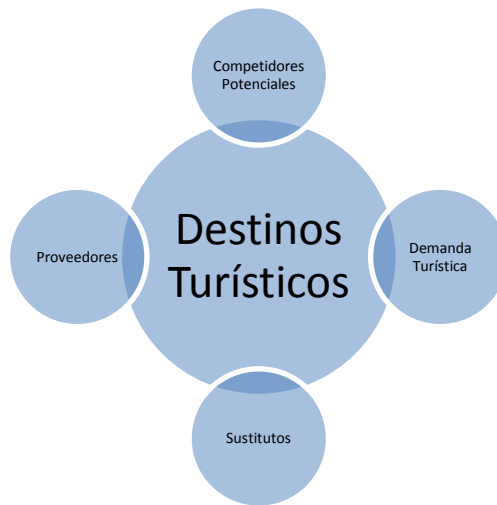 Competidores
Potenciales
Destinos
Turísticos
Proveedores
Demanda
Turística
Sustitutos